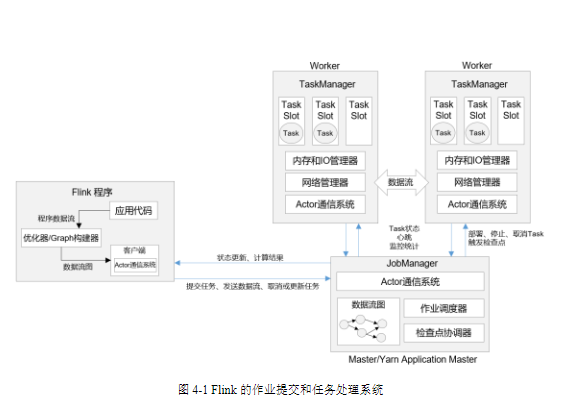 Worker
TaskManager
Task Slot
Task
Task Slot
Task
Task Slot
内存和IO管理器
网络管理器
Actor通信系统
数据流
Worker
TaskManager
Task Slot
Task
Task Slot
Task
Task Slot
内存和IO管理器
网络管理器
Actor通信系统
Flink 程序
程序数据流
应用代码
优化器/Graph构建器
客户端
Actor通信系统
数据流图
Task状态
心跳
监控统计
部署、停止、取消Task
触发检查点
状态更新、计算结果
提交任务、发送数据流、取消或更新任务
JobManager
Actor通信系统
数据流图
作业调度器
检查点协调器
Master/Yarn Application Master
图 4-1 Flink 的作业提交和任务处理系统